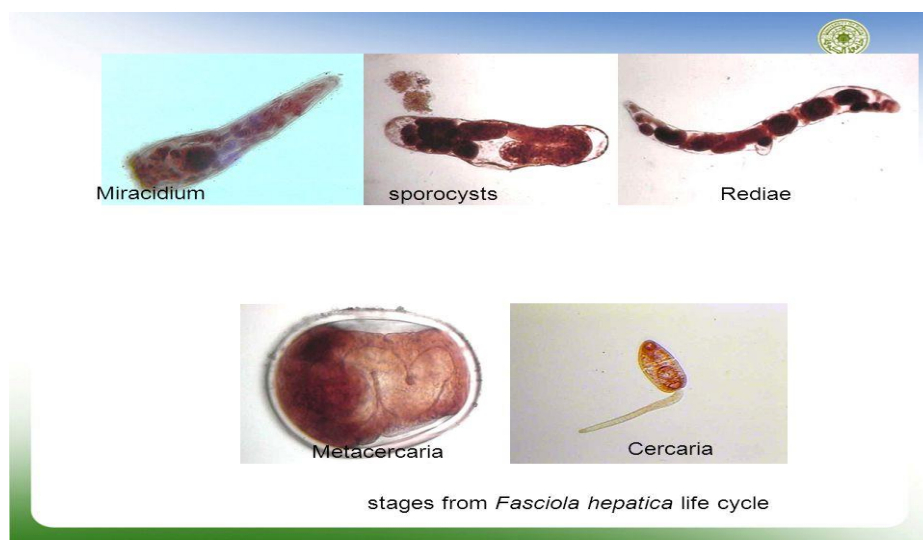 Miracidium
sporocysts
Rediae
Metacercaria
Cercaria
stages from Fasciola hepatica life cycle